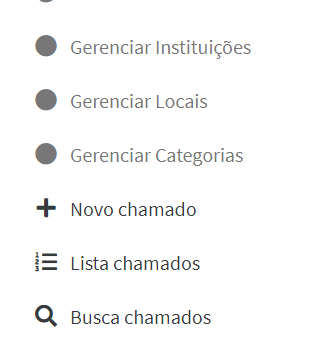 Gerenciar Instituições
Gerenciar Locais
Gerenciar Categorias
Novo chamado
Lista chamados
Busca chamados